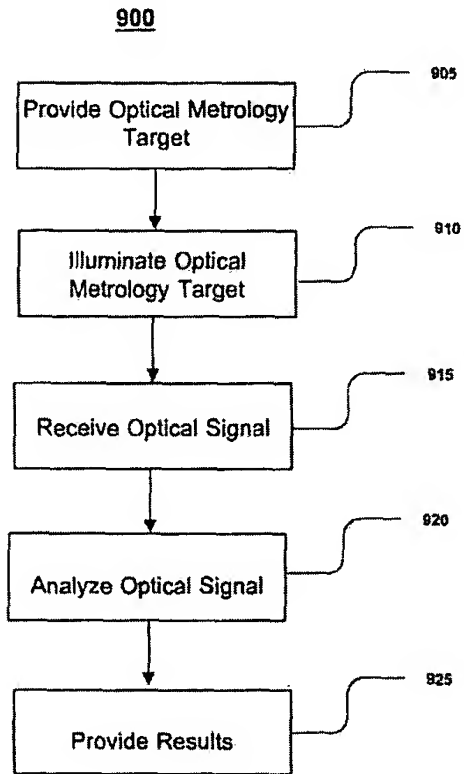 900
905
Provide Optical Metrology
Target
910
Illuminate Optical
Metrology Target
915
Receive Optical Signal
920
Analyze Optical Signal
925
Provide Results